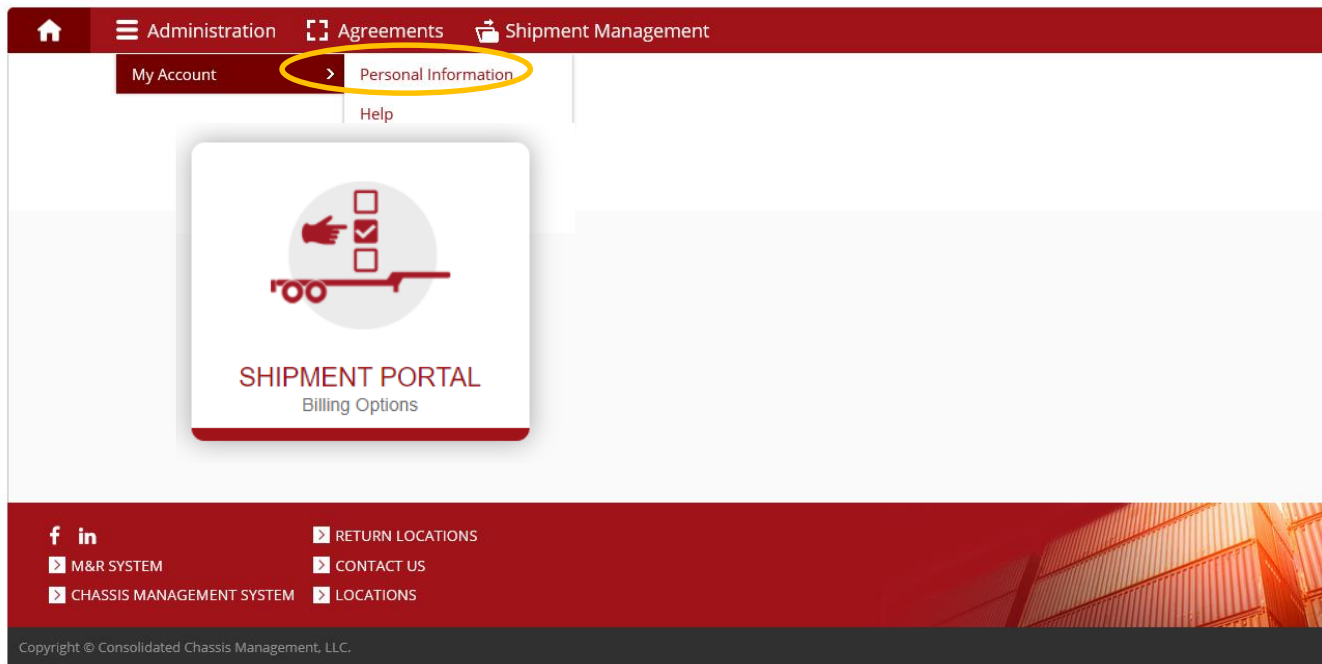 Administration Agreements Shipment Management
My Account Personal Information
Help
SHIPMENT PORTAL
Billing Options
f in
RETURN LOCATIONS
M&R SYSTEM
CONTACT US
CHASSIS MANAGEMENT SYSTEM
LOCATIONS
Copyright © Consolidated Chassis Management, LLC.